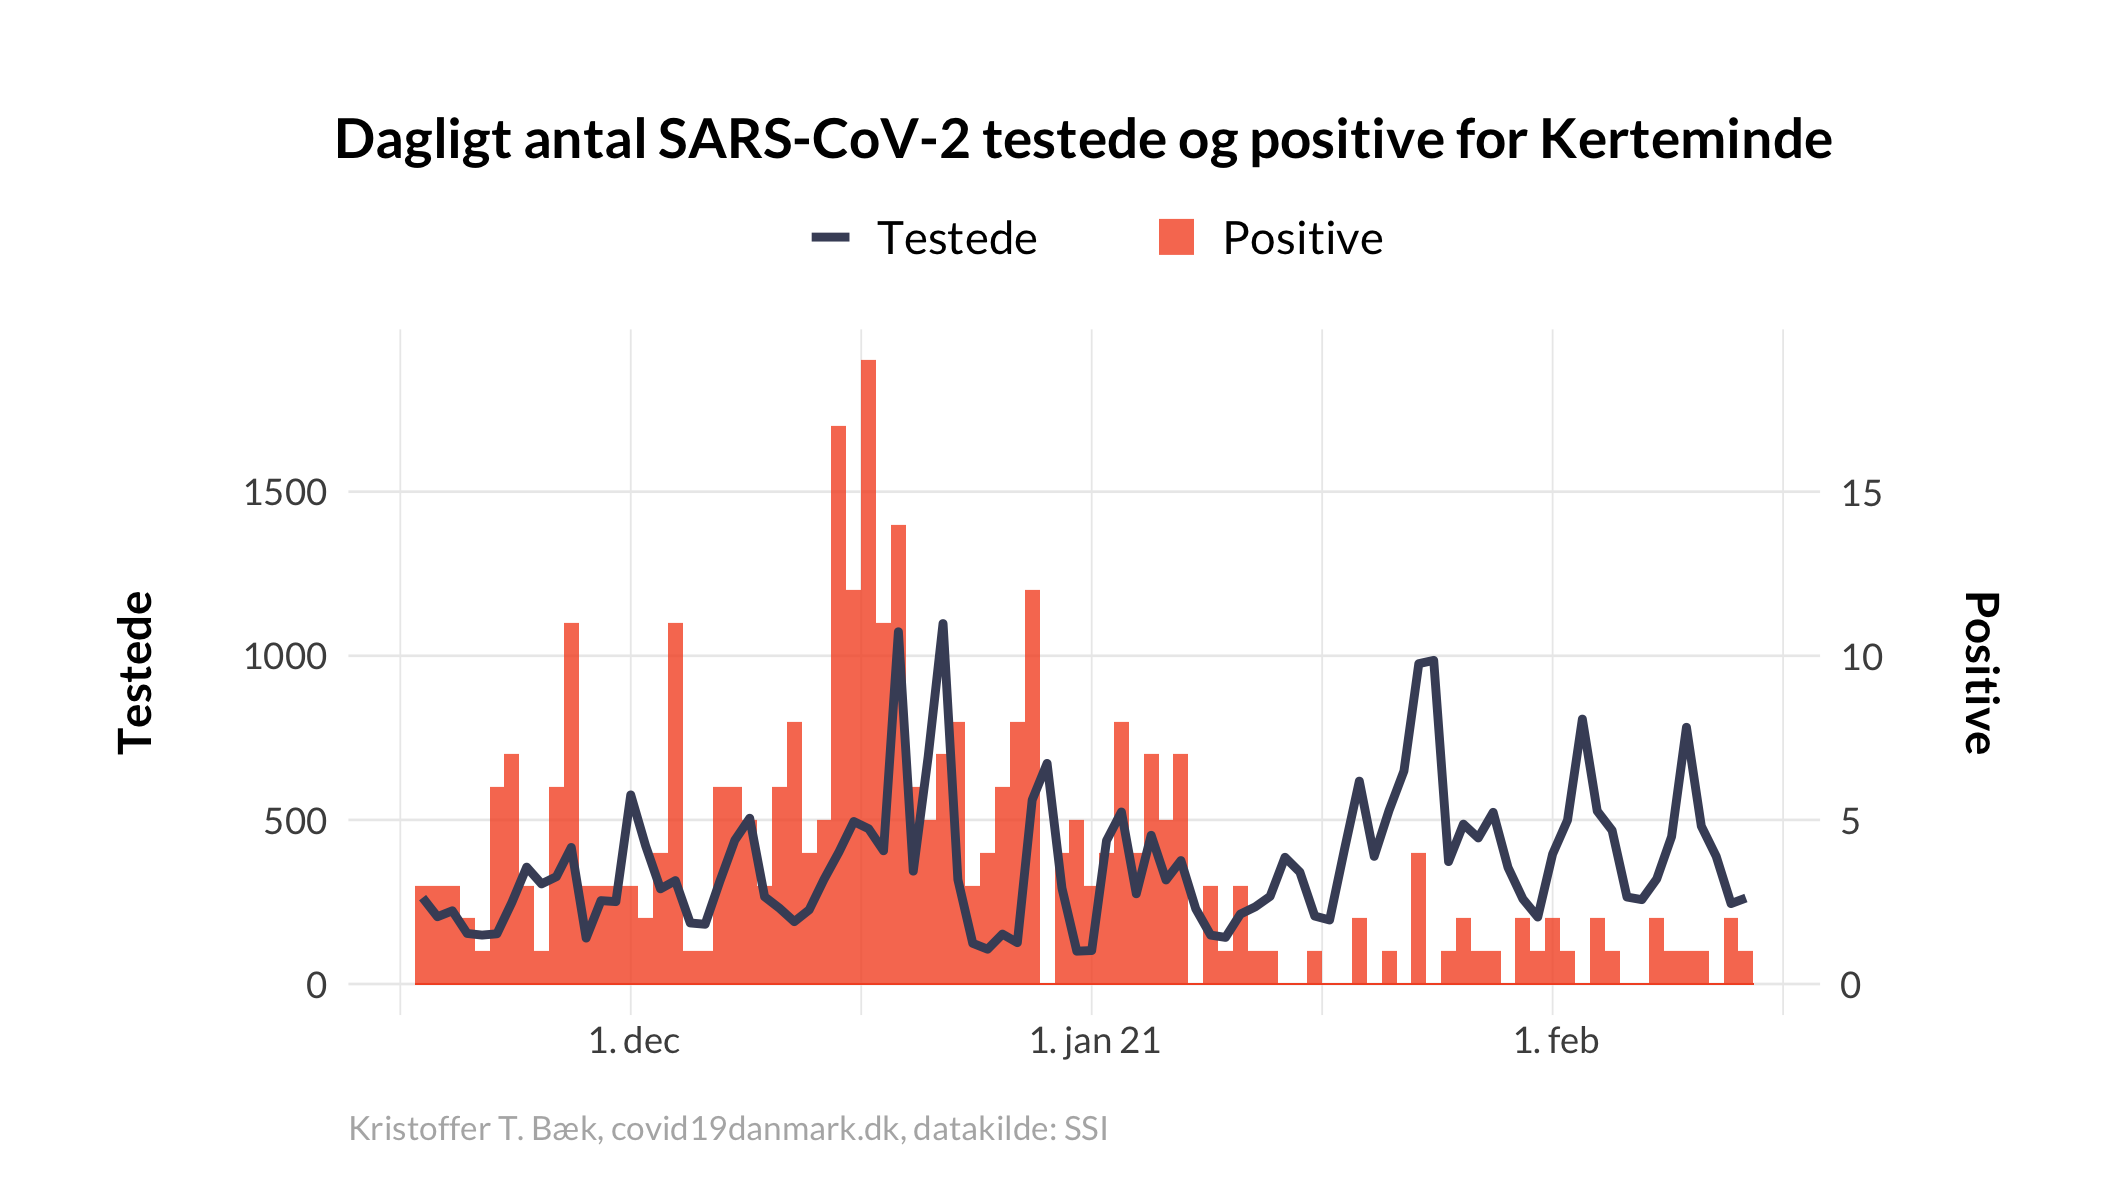 Dagligt antal SARS-CoV-2 testede og positive for Kerteminde
Testede
Positive
Testede
1500
1000
500
0
15
10
5
0
Positive
1. dec
1. jan 21
1. feb
Kristoffer T. Bæk, covid19danmark.dk, datakilde: SSI